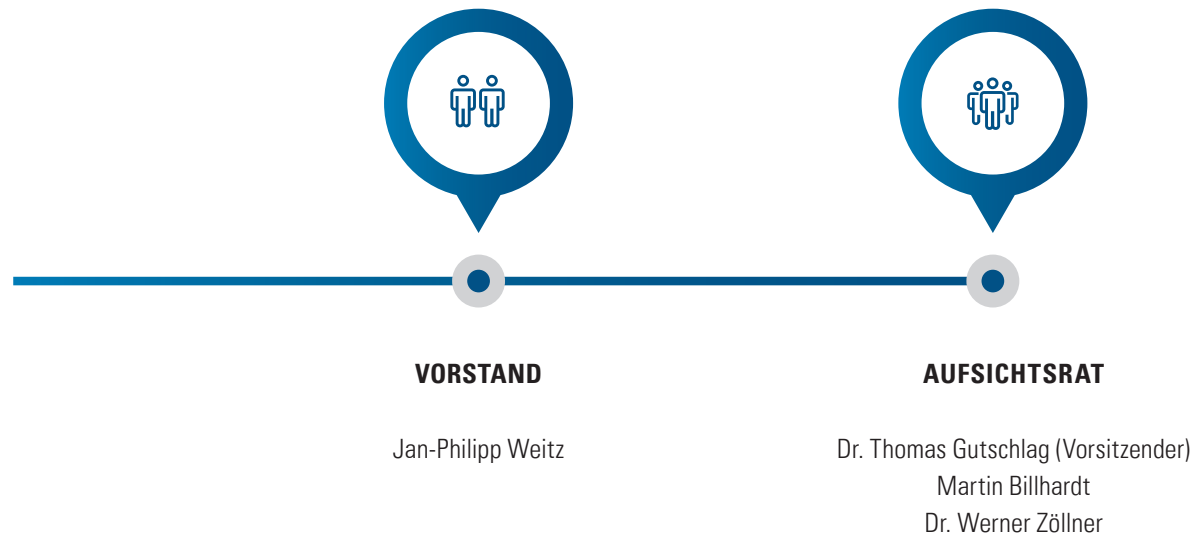 VORSTAND
Jan-Philipp Weitz
AUFSICHTSRAT
Dr. Thomas Gutschlag (Vorsitzender)
Martin Billhardt
Dr. Werner Zöllner